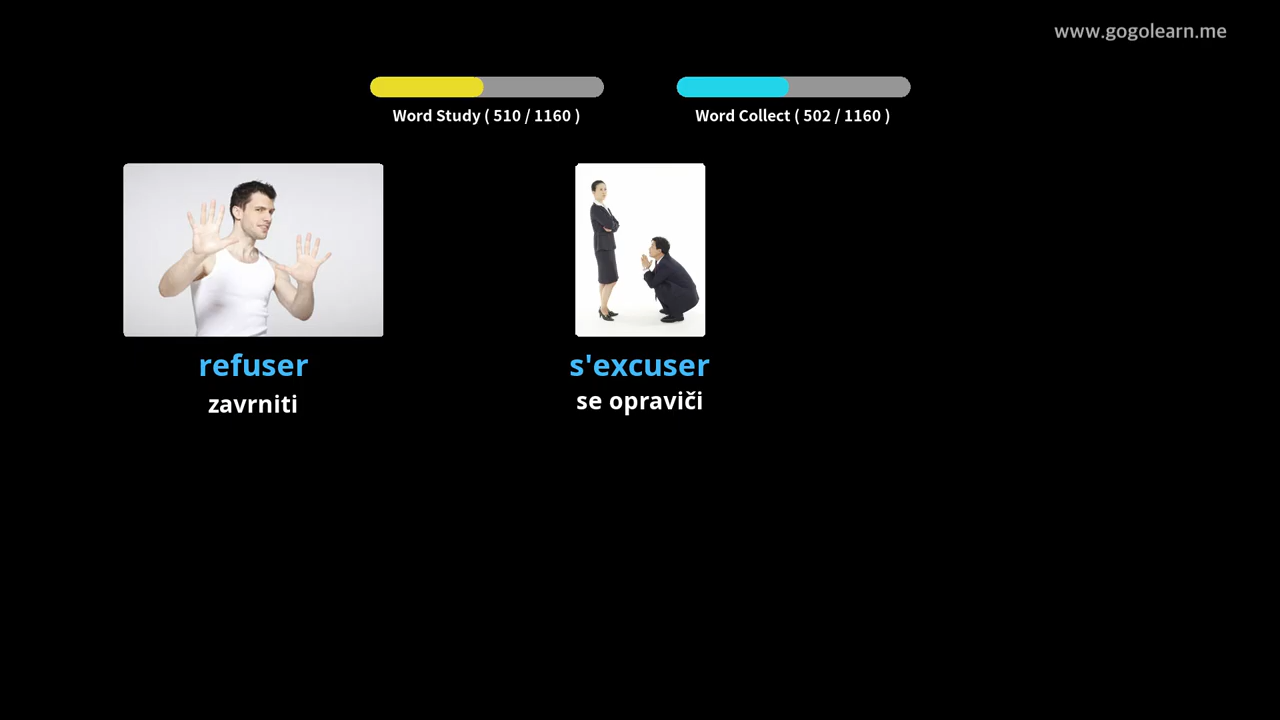 www.gogolearn.me
Word Study ( 510 / 1160 )
Word Collect ( 502 / 1160 )
refuser
s'excuser
zavrniti
se opraviči